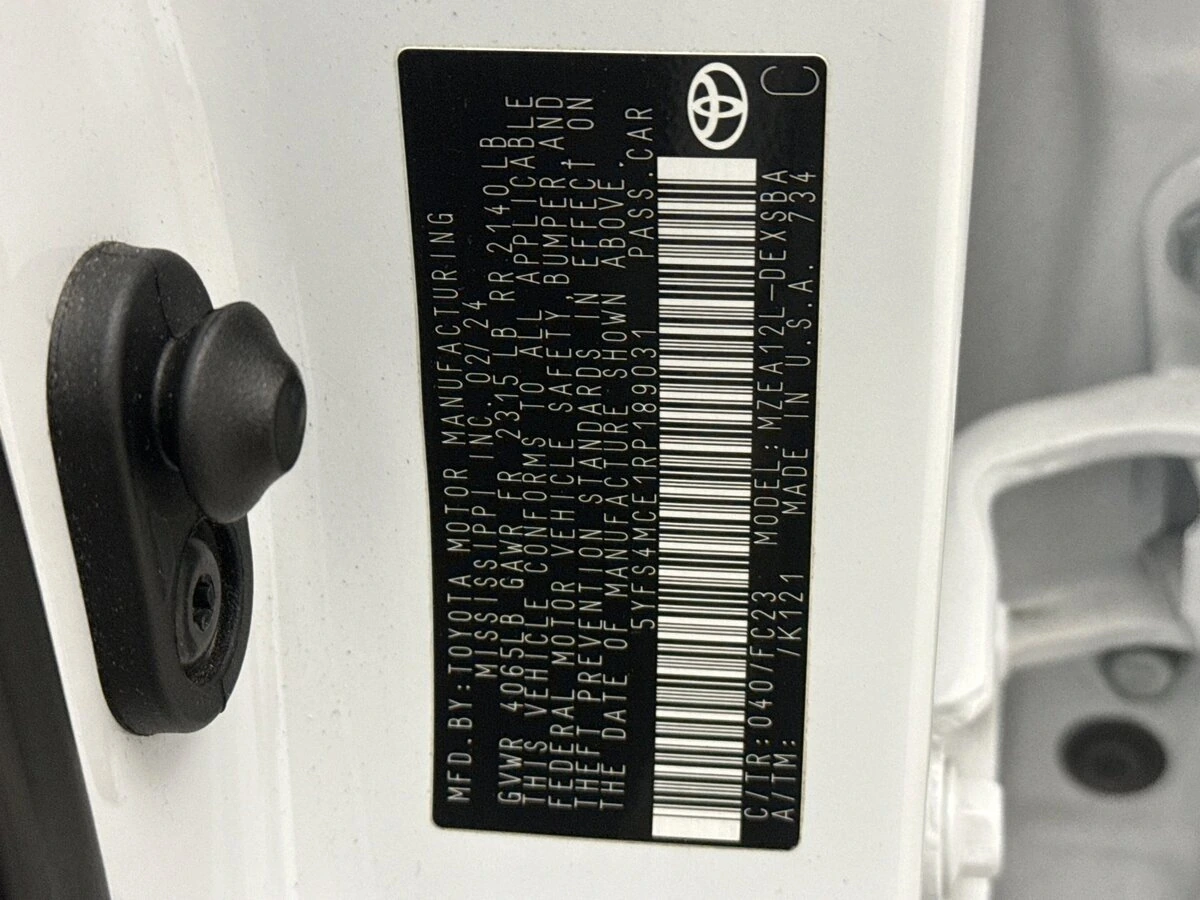 MFD.BY:TOYOTA MOTOR MANUFACTURING
MISSISSIPPI INC. 02/24
GVWR 4065LB GAWR FR 2315LB RR 2140LB
THIS VEHICLE CONFORMS TO ALL APPLICABLE
FEDERAL MOTOR VEHICLE SAFETY, BUMPER, AND
THEFT PREVENTION STANDARDS IN EFFECT ON
THE DATE OF MANUFACTURE SHOWN ABOVE.
5YFS4MCE1RP189031 PASS.CAR
C/TR:040/FC23 MODEL:MZEA12L-DEXSBA
A/TM: /K121 MADE IN U.S.A. 734
C